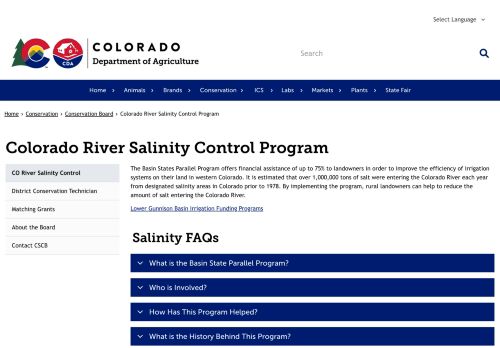 Select Language
COLORADO
Department of Agriculture
CO
CDA
Search
Home
Animals
Brands
Conservation
ICS
Labs
Markets
Plants
State Fair
Home › Conservation › Conservation Board › Colorado River Salinity Control Program
Colorado River Salinity Control Program
CO River Salinity Control
District Conservation Technician
Matching Grants
About the Board
Contact CSCB
The Basin States Parallel Program offers financial assistance of up to 75% to landowners in order to improve the efficiency of irrigation
systems on their land in western Colorado. It is estimated that over 1,000,000 tons of salt were entering the Colorado River each year
from designated salinity areas in Colorado prior to 1978. By implementing the program, rural landowners can help to reduce the
amount of salt entering the Colorado River.
Lower Gunnison Basin Irrigation Funding Programs
Salinity FAQs
What is the Basin State Parallel Program?
Who is Involved?
How Has This Program Helped?
What is the History Behind This Program?